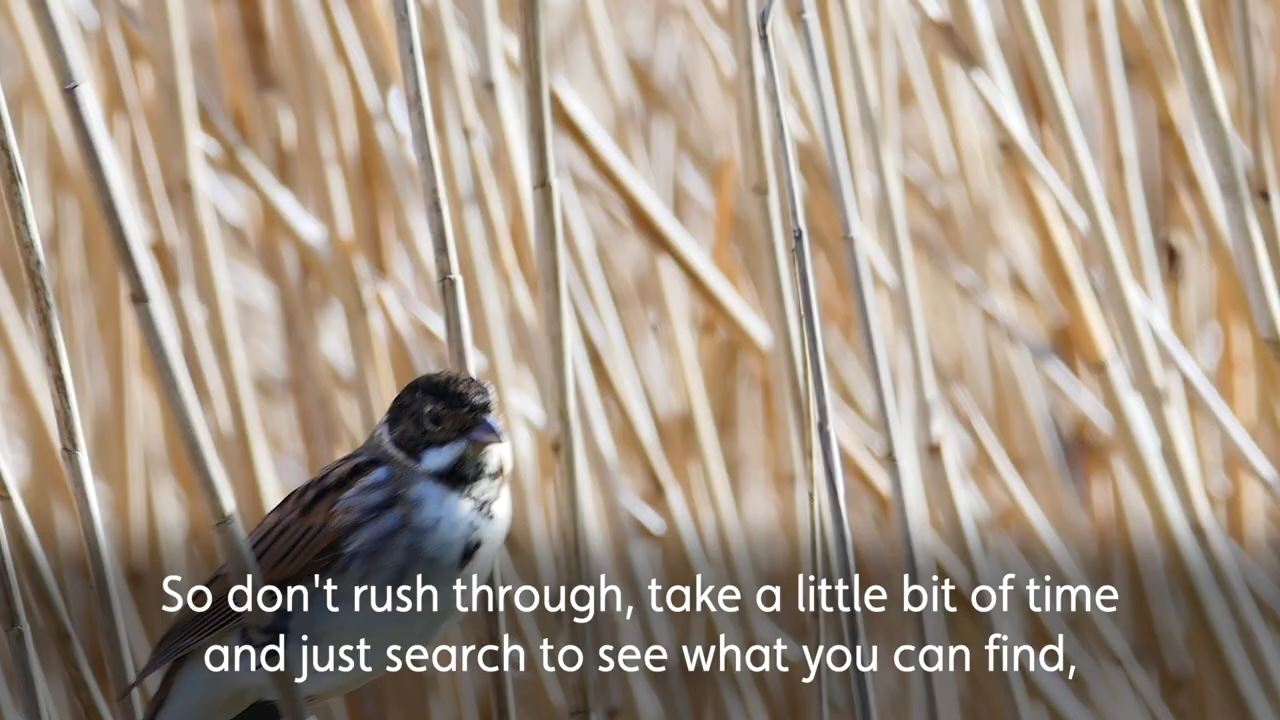 So don't rush through, take a little bit of time
and just search to see what you can find,